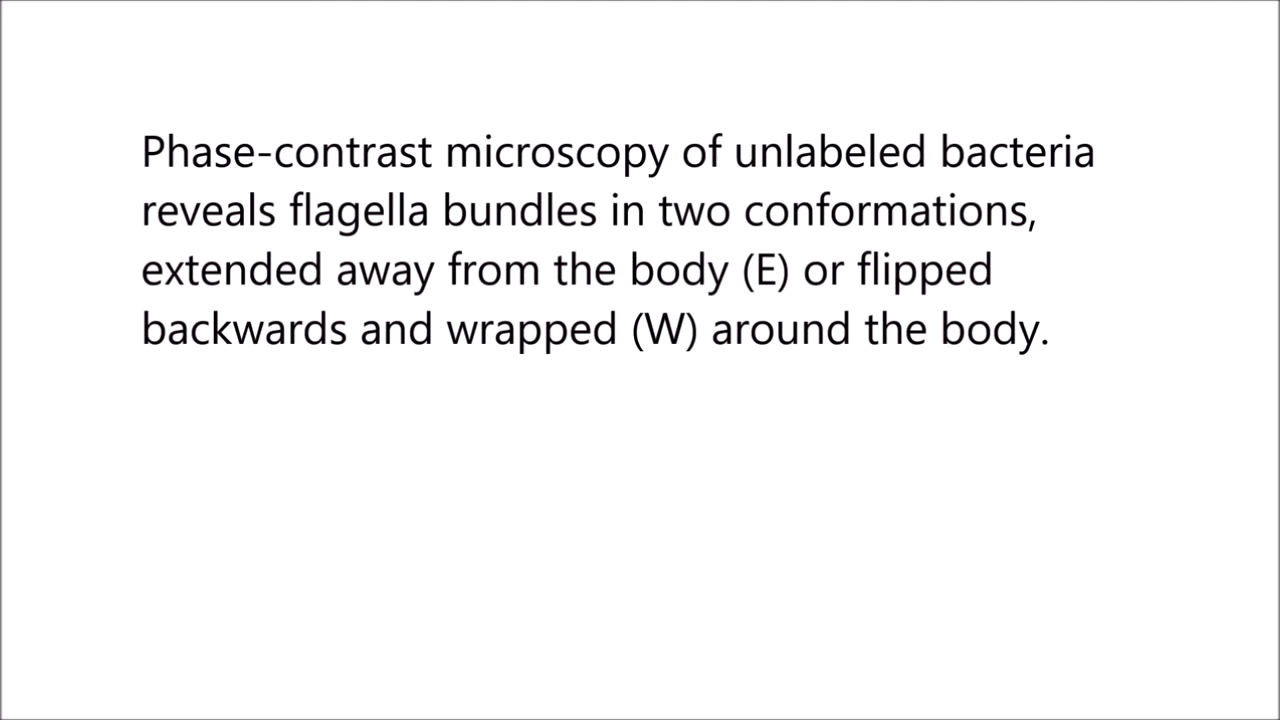 Phase-contrast microscopy of unlabeled bacteria
reveals flagella bundles in two conformations,
extended away from the body (E) or flipped
backwards and wrapped (W) around the body.